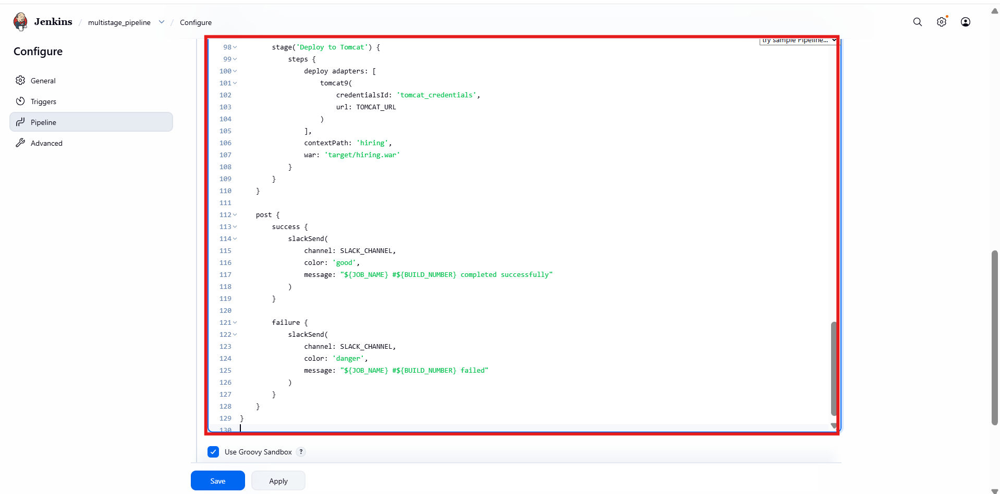 Jenkins / multistage_pipeline / Configure
Configure
General
Triggers
Pipeline
Advanced
try sample Pipeline...
98 stage('Deploy to Tomcat') {
99 steps {
100 deploy adapters: [
101 tomcat9(
102 credentialsId: 'tomcat_credentials',
103 url: TOMCAT_URL
104 )
105 ],
106 contextPath: 'hiring',
107 war: 'target/hiring.war'
108 }
109 }
110 }
111
112 post {
113 success {
114 slackSend(
115 channel: SLACK_CHANNEL,
116 color: 'good',
117 message: "${JOB_NAME} #${BUILD_NUMBER} completed successfully"
118 )
119 }
120
121 failure {
122 slackSend(
123 channel: SLACK_CHANNEL,
124 color: 'danger',
125 message: "${JOB_NAME} #${BUILD_NUMBER} failed"
126 )
127 }
128 }
129 }
130
Use Groovy Sandbox ?
Save
Apply